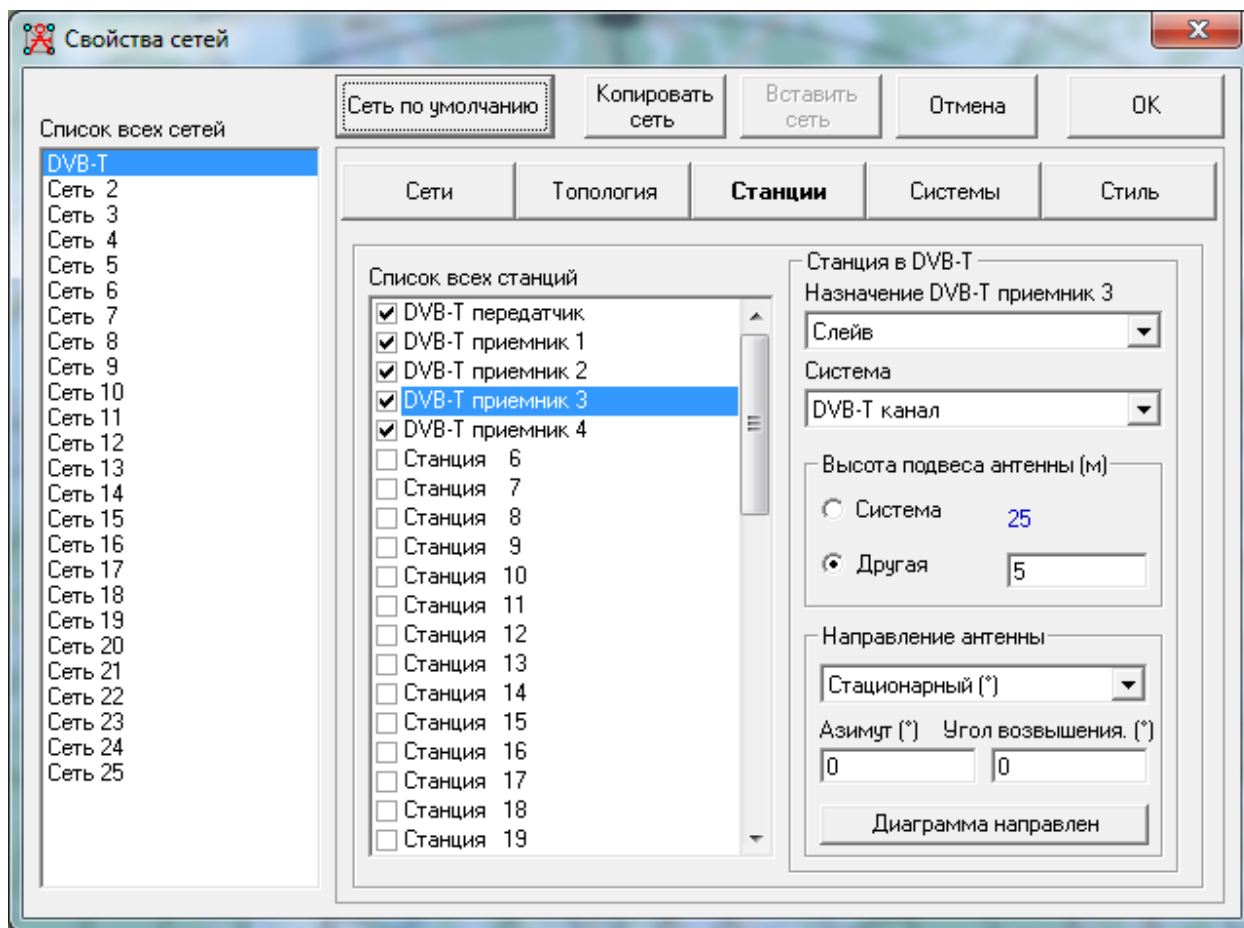 Свойства сетей
Сеть по умолчанию
Копировать сеть
Вставить сеть
Отмена
OK
Список всех сетей
DVB-T
Сеть 2
Сеть 3
Сеть 4
Сеть 5
Сеть 6
Сеть 7
Сеть 8
Сеть 9
Сеть 10
Сеть 11
Сеть 12
Сеть 13
Сеть 14
Сеть 15
Сеть 16
Сеть 17
Сеть 18
Сеть 19
Сеть 20
Сеть 21
Сеть 22
Сеть 23
Сеть 24
Сеть 25
Сети
Топология
Станции
Системы
Стиль
Список всех станций
DVB-T передатчик
DVB-T приемник 1
DVB-T приемник 2
DVB-T приемник 3
DVB-T приемник 4
Станция 6
Станция 7
Станция 8
Станция 9
Станция 10
Станция 11
Станция 12
Станция 13
Станция 14
Станция 15
Станция 16
Станция 17
Станция 18
Станция 19
Станция в DVB-T
Назначение DVB-T приемник 3
Слейв
Система
DVB-T канал
Высота подвеса антенны (м)
Система 25
Другая 5
Направление антенны
Стационарный (°)
Азимут (°) Угол возвышения. (°)
0 0
Диаграмма направлен